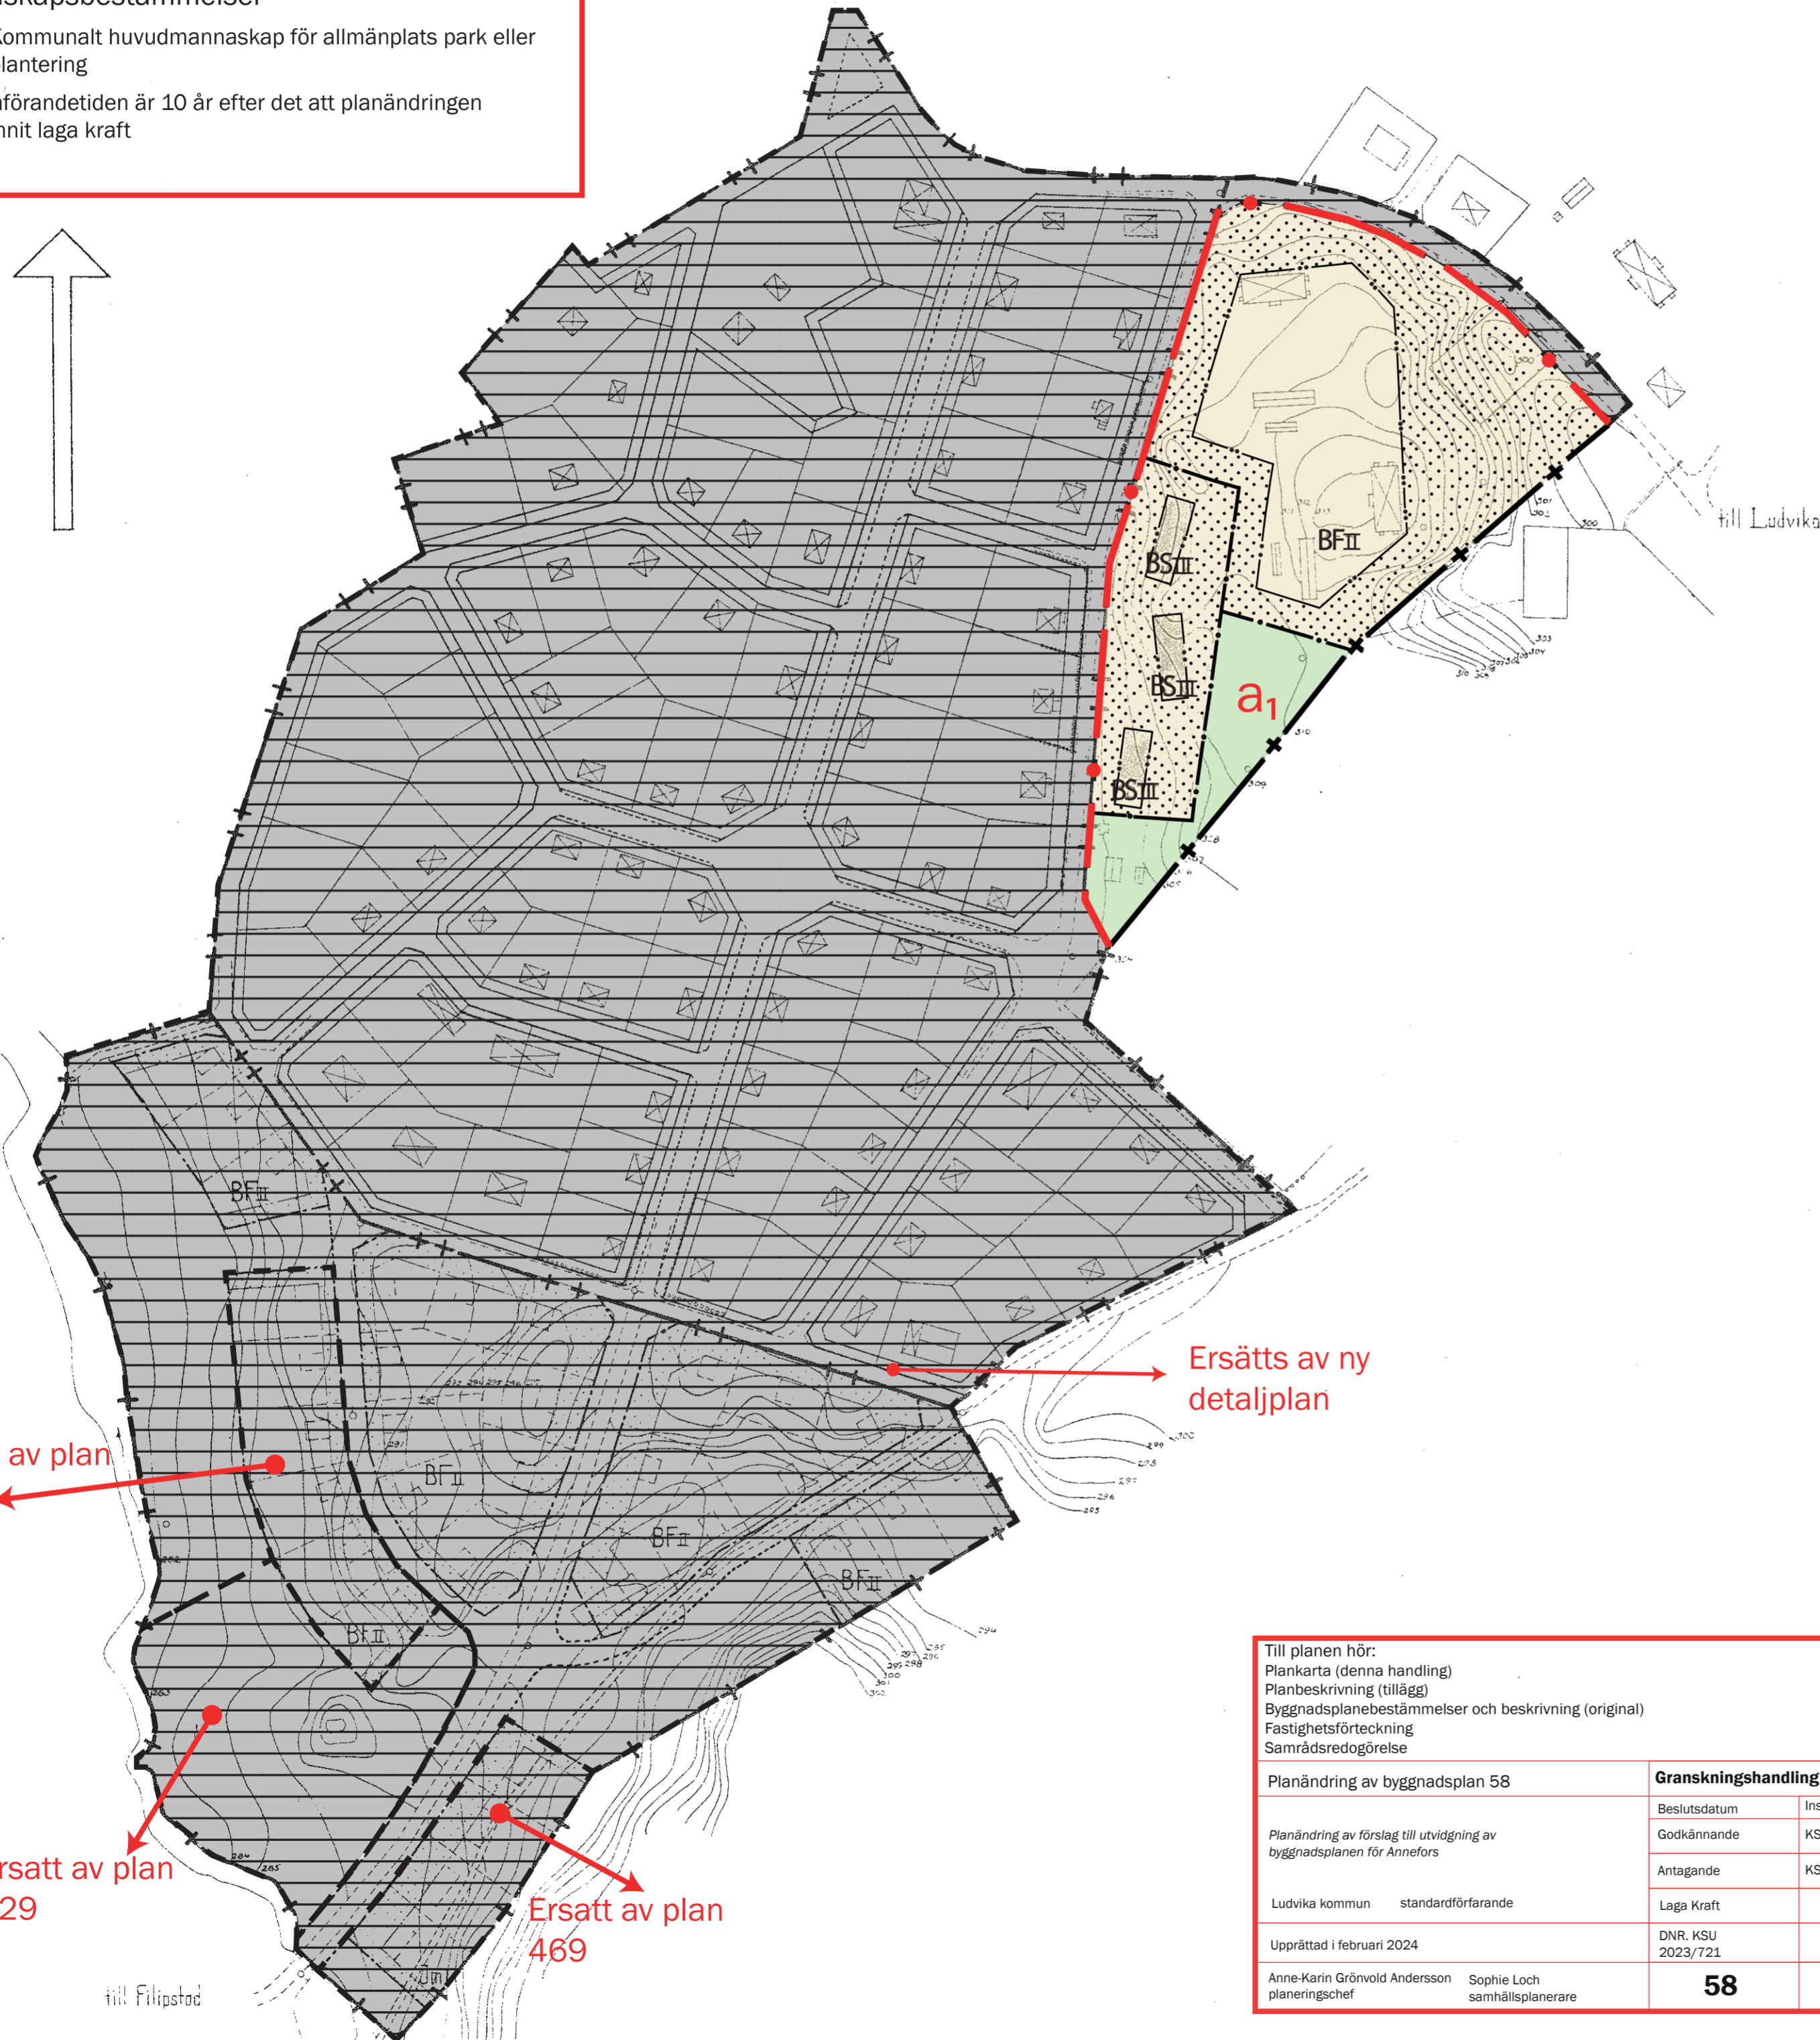 Kommunalt huvudmannaskap för allmänplats park eller
plantering
är 10 år efter det att planändringen
laga kraft
till Ludvika
BFII
BSIII
a₁
BSIII
BSIII
BFII
Ersätts av ny
detaljplan
av plan
BFII
BFII
BFII
BFII
av plan
29
Ersatt av plan
469
till Filipstad
Till planen hör:
Plankarta (denna handling)
Planbeskrivning (tillägg)
Byggnadsplanebestämmelser och beskrivning (original)
Fastighetsförteckning
Samrådsredogörelse
Planändring av byggnadsplan 58
Granskningshandling
Beslutsdatum
Planändring av förslag till utvidgning av
byggnadsplanen för Annefors
Godkännande
Antagande
Ludvika kommun standardförfarande
Laga Kraft
Upprättad i februari 2024
DNR. KSU
2023/721
Anne-Karin Grönvold Andersson
planeringschef
Sophie Loch
samhällsplanerare
58